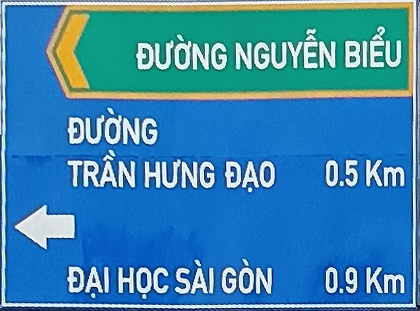 ĐƯỜNG NGUYỄN BIỂU
ĐƯỜNG
TRẦN HƯNG ĐẠO 0.5 Km
ĐẠI HỌC SÀI GÒN 0.9 Km